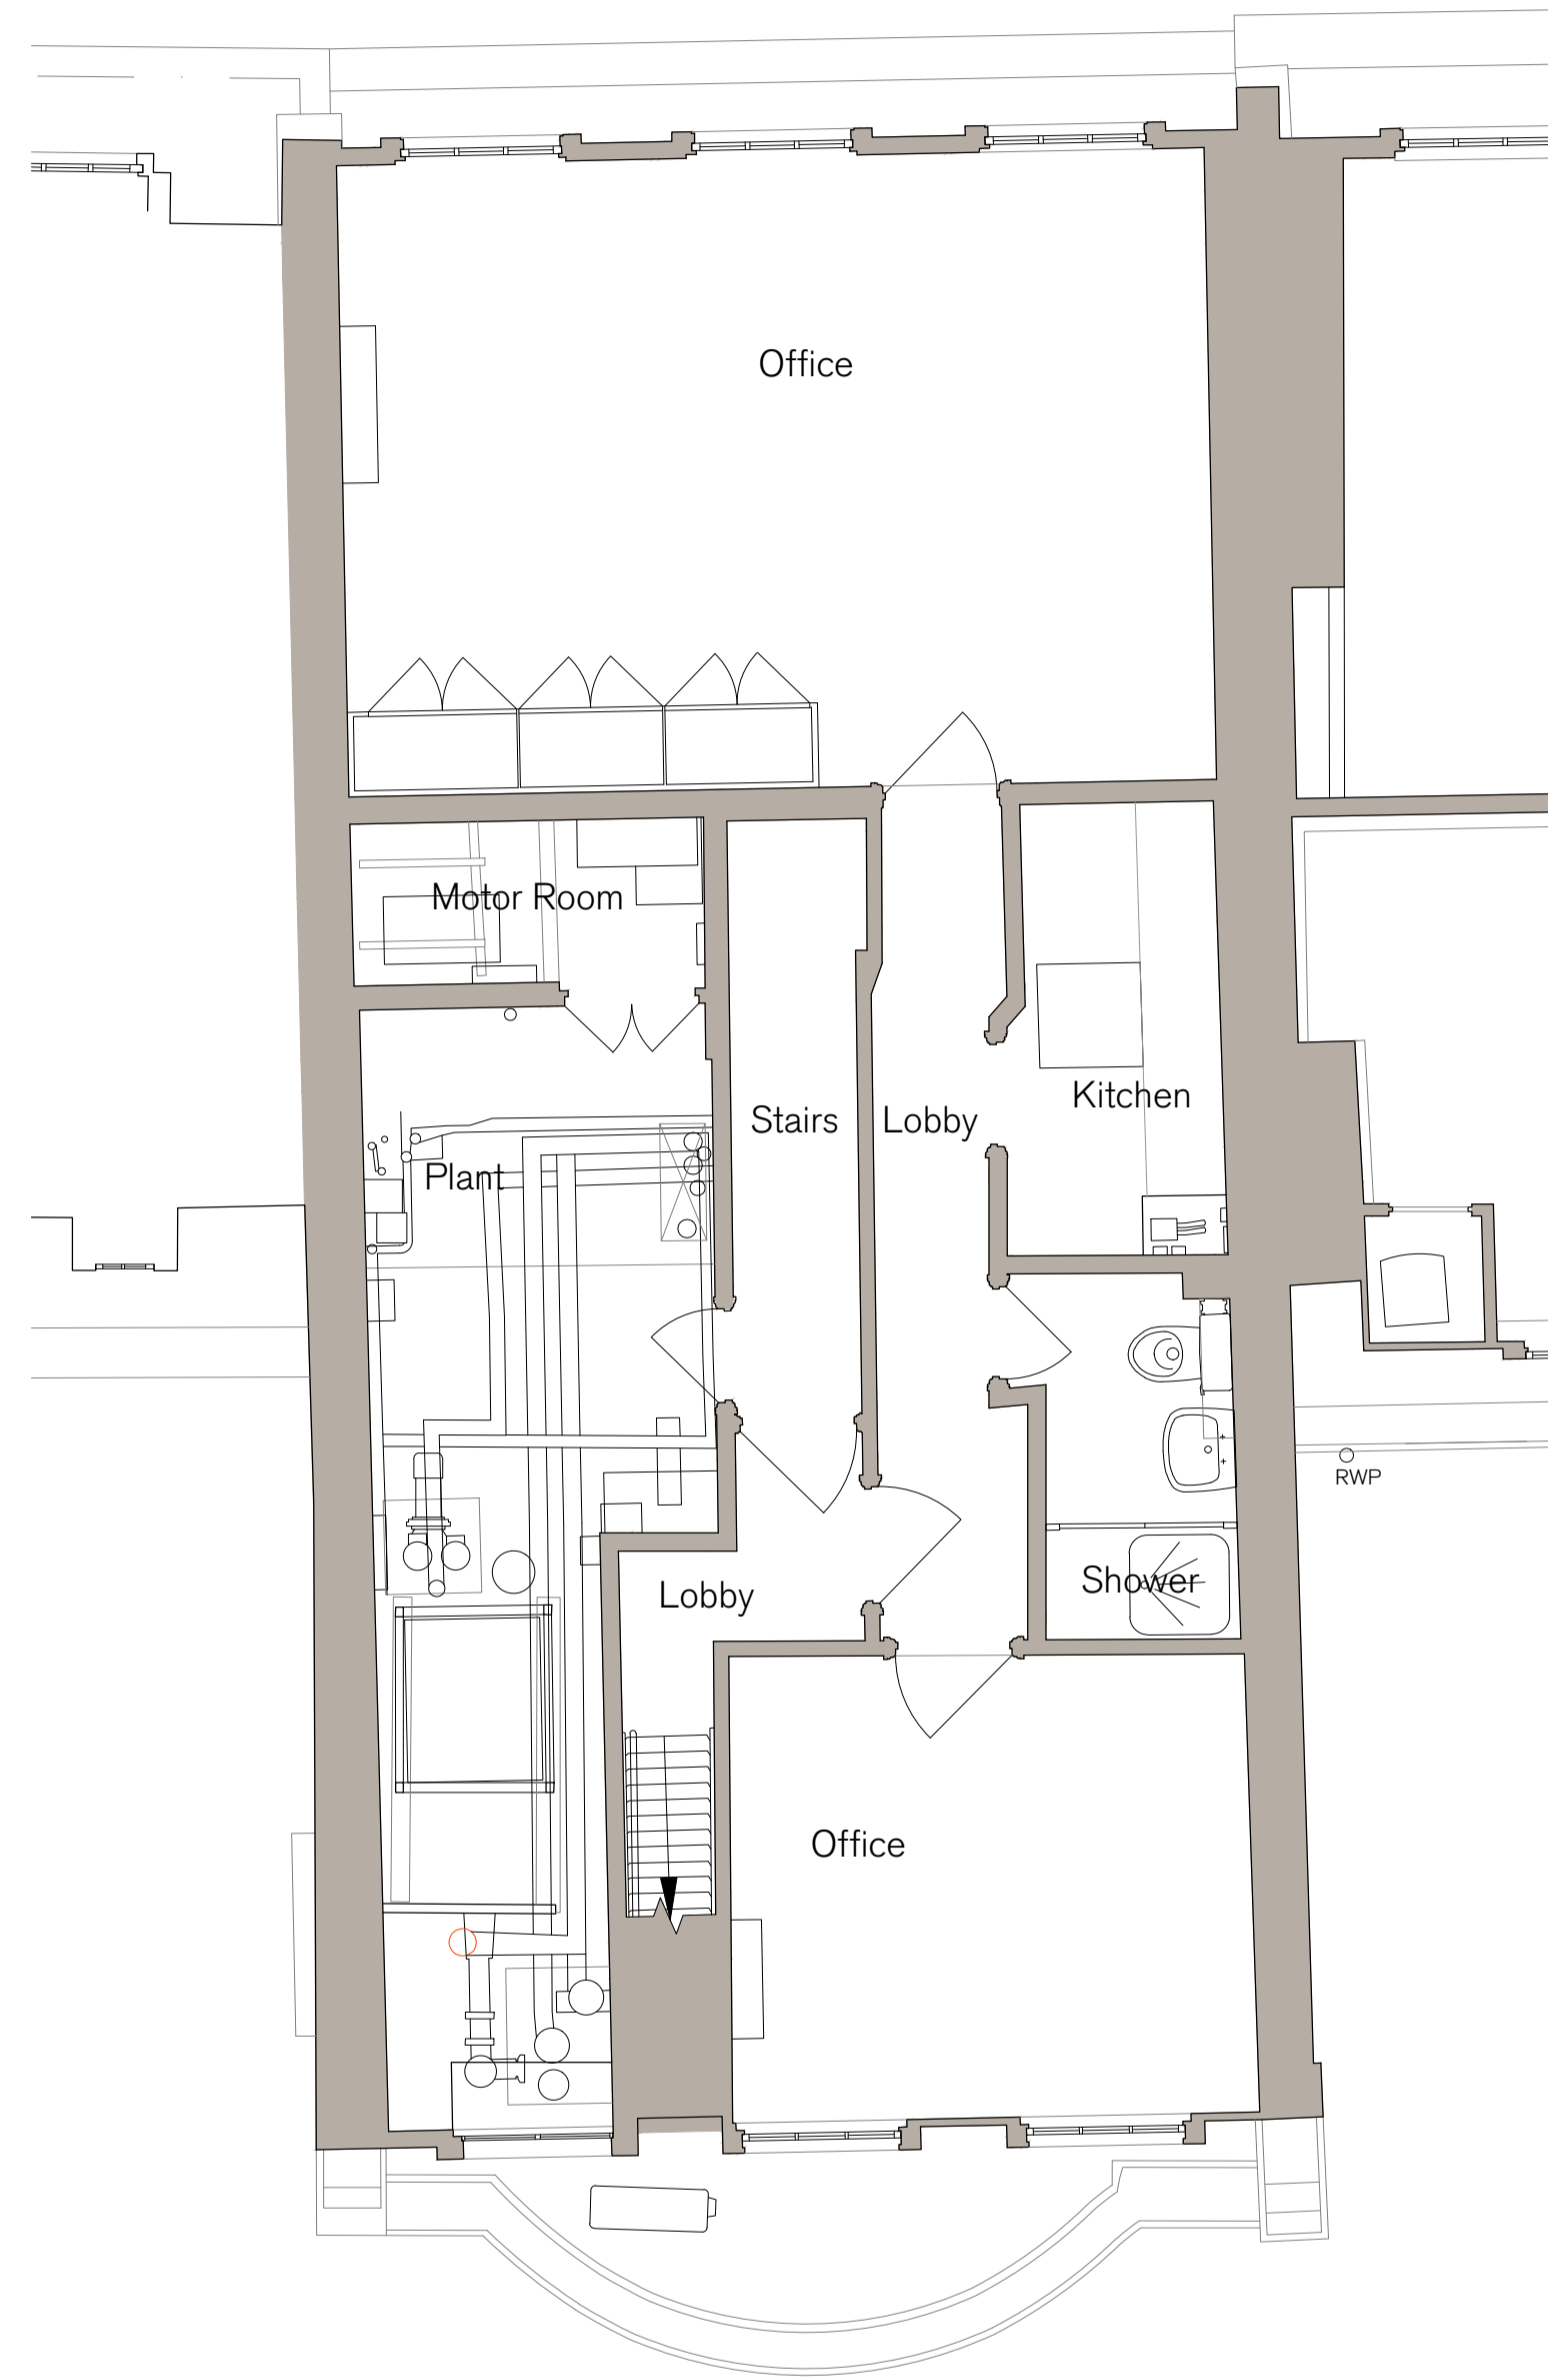 Office
Motor Room
Kitchen
Stairs
Lobby
Plant
RWP
Shower
Lobby
Office